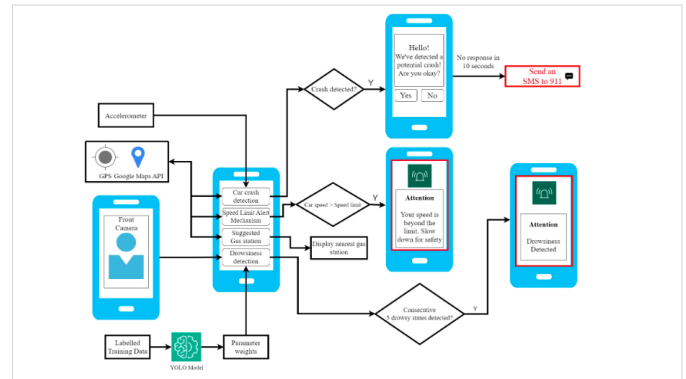 Hello!
We've detected a
potential crash!
Are you okay?
Yes No
No response in
10 seconds
Send an
SMS to 911
Crash detected?
Y
Accelerometer
GPS Google Maps API
Car crash
detection
Speed Limit Alert
Mechanism
Suggested
Gas station
Drowsiness
detection
Car speed > Speed limit
Y
Attention
Your speed is
beyond the
limit. Slow
down for safety
Attention
Drowsiness
Detected
Front
Camera
Display nearest gas
station
Consecutive
5 drowsy states detected?
Y
Labelled
Training Data
YOLO Model
Parameter
weights